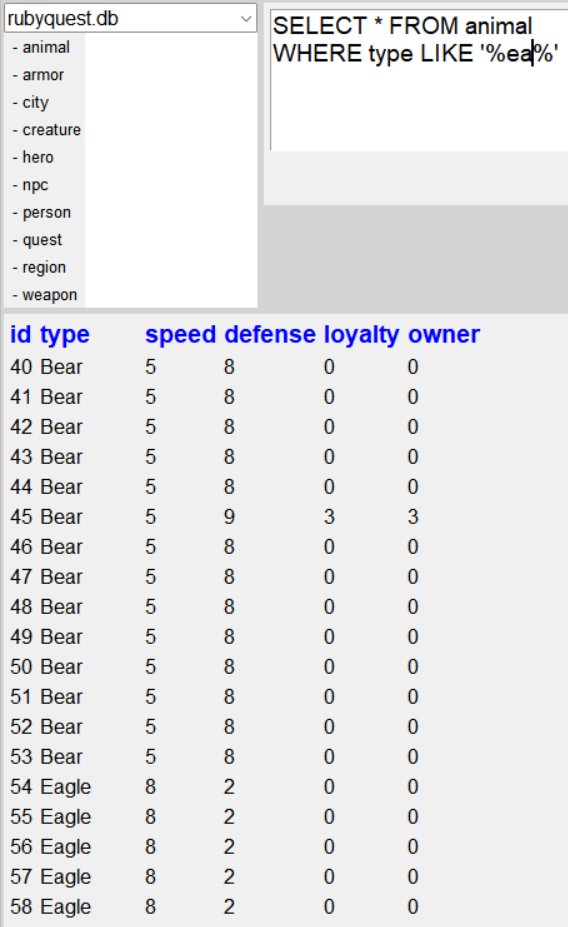 rubyquest.db
- animal
- armor
- city
- creature
- hero
- npc
- person
- quest
- region
- weapon
SELECT * FROM animal
WHERE type LIKE '%ea%'
id type speed defense loyalty owner
40 Bear 5 8 0 0
41 Bear 5 8 0 0
42 Bear 5 8 0 0
43 Bear 5 8 0 0
44 Bear 5 8 0 0
45 Bear 5 9 3 3
46 Bear 5 8 0 0
47 Bear 5 8 0 0
48 Bear 5 8 0 0
49 Bear 5 8 0 0
50 Bear 5 8 0 0
51 Bear 5 8 0 0
52 Bear 5 8 0 0
53 Bear 5 8 0 0
54 Eagle 8 2 0 0
55 Eagle 8 2 0 0
56 Eagle 8 2 0 0
57 Eagle 8 2 0 0
58 Eagle 8 2 0 0